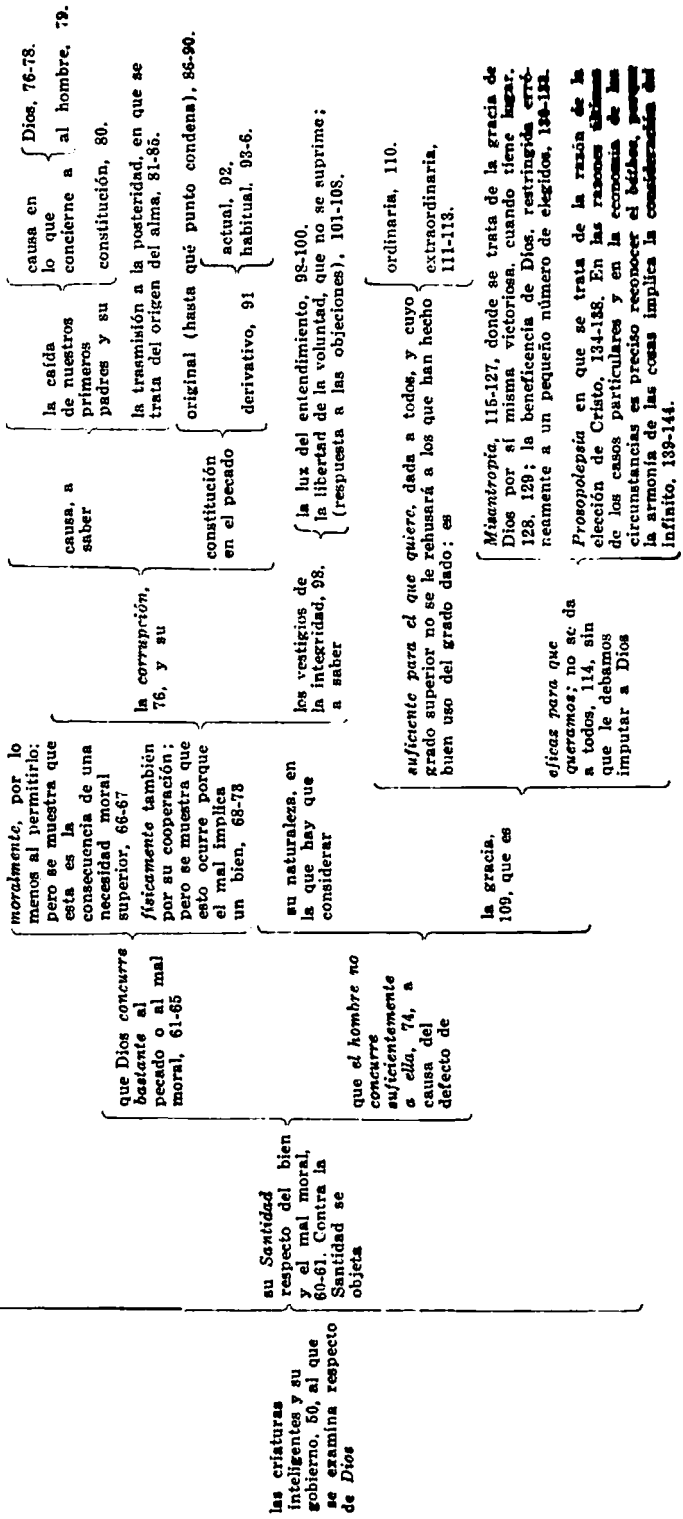 las criaturas
inteligentes y su
gobierno, 50, al que
se examina respecto
de Dios
su Santidad
respecto del bien
y el mal moral,
60-61. Contra la
Santidad se
objeta
que Dios concurre
bastante al
pecado o al mal
moral, 61-65
moralmente, por lo
menos al permitirlo;
pero se muestra que
esta es la
consecuencia de una
necesidad moral
superior, 66-67
físicamente también
por su cooperación;
pero se muestra que
esto ocurre porque
el mal implica
un bien, 68-73
que el hombre no
concurre
suficientemente
a ella, 74, a
causa del
defecto de
su naturaleza, en
la que hay que
considerar
la corrupción,
76, y su
causa, a
saber
la caída
de nuestros
primeros
padres y su
causa en
lo que
concierne a
Dios, 76-78.
al hombre, 79.
constitución, 80.
la trasmisión a la posteridad, en que se
trata del origen del alma, 81-85.
constitución
en el pecado
original (hasta qué punto condena), 86-90.
derivativo, 91
actual, 92.
habitual, 93-6.
los vestigios de
la integridad, 98,
a saber
la luz del entendimiento, 98-100.
la libertad de la voluntad, que no se suprime;
(respuesta a las objeciones), 101-108.
la gracia,
109, que es
suficiente para el que quiere, dada a todos, y cuyo
grado superior no se le rehusará a los que han hecho
buen uso del grado dado; es
ordinaria, 110.
extraordinaria,
111-113.
eficas para que
queramos; no se da
a todos, 114, sin
que le debamos
imputar a Dios
Misantropía, 115-127, donde se trata de la gracia de
Dios por sí misma victoriosa, cuando tiene lugar,
128, 129; la beneficencia de Dios, restringida erró-
neamente a un pequeño número de elegidos, 130-133.
Prosopolepsia en que se trata de la razón de la
elección de Cristo, 134-138. En las razones últimas
de los casos particulares y en la economía de las
circunstancias es preciso reconocer el báthos, porque
la armonía de las cosas implica la consideración del
infinito, 139-144.